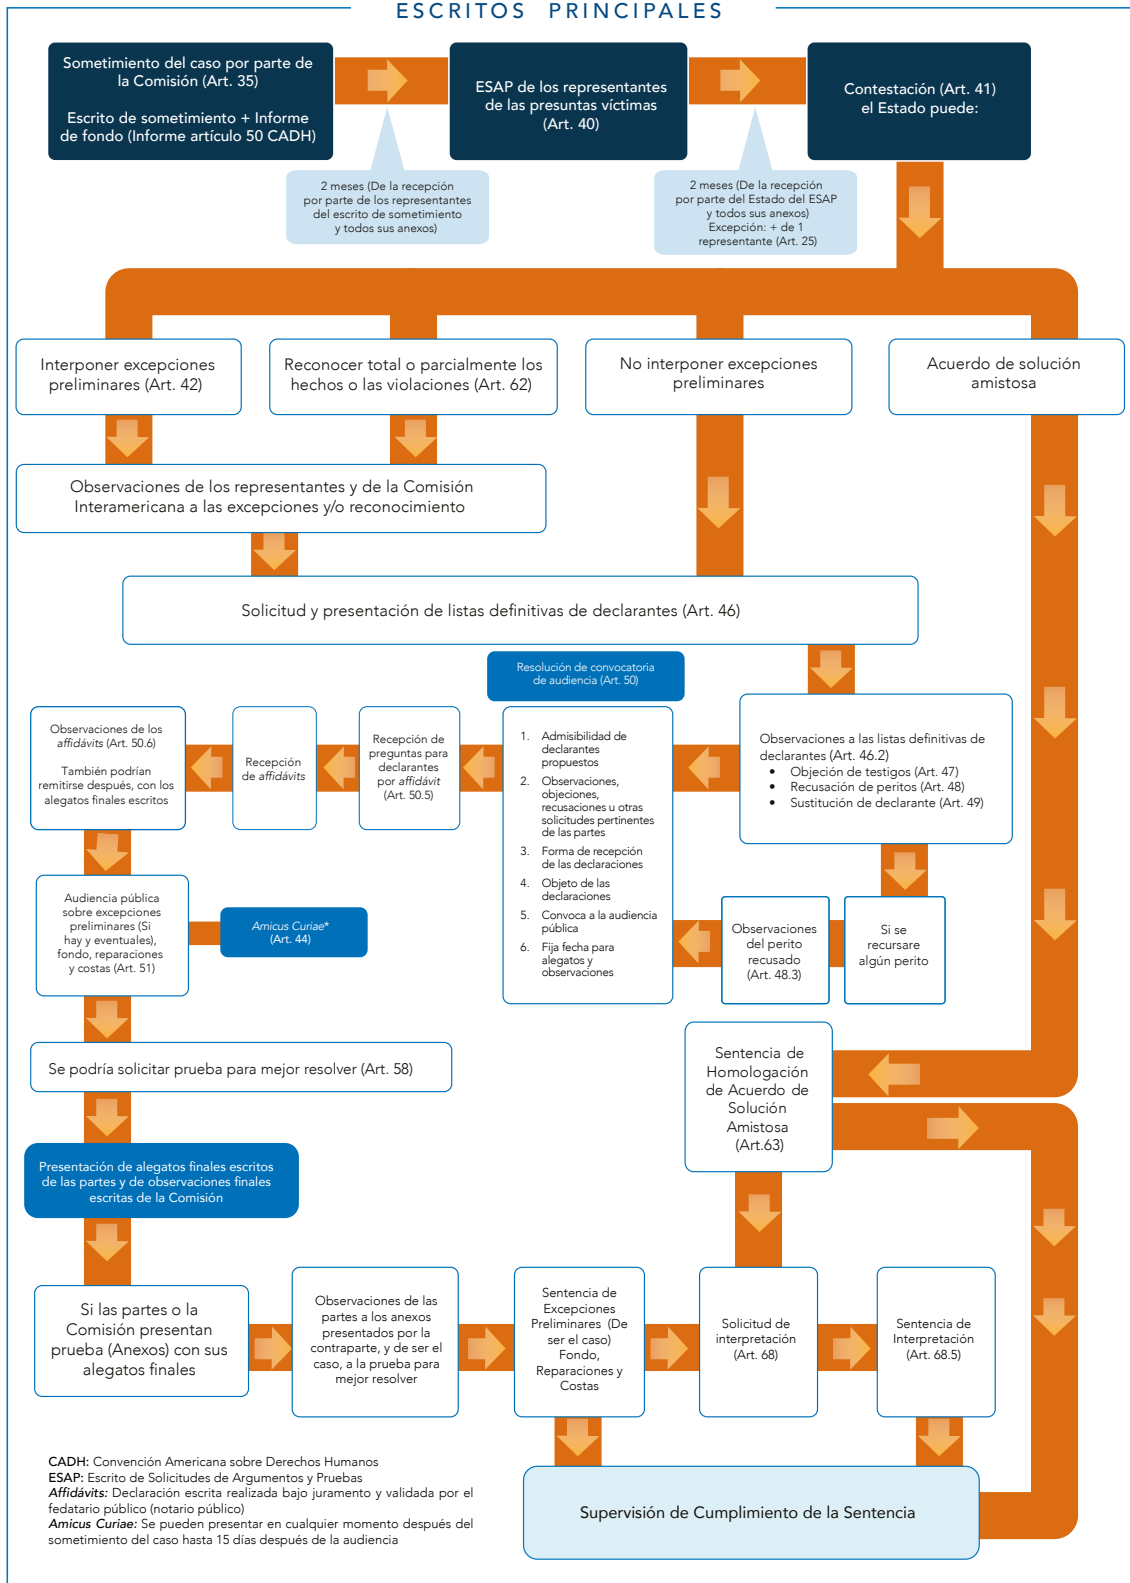 ESCRITOS PRINCIPALES
Sometimiento del caso por parte de
la Comisión (Art. 35)
Escrito de sometimiento + Informe
de fondo (Informe artículo 50 CADH)
ESAP de los representantes
de las presuntas víctimas
(Art. 40)
Contestación (Art. 41)
el Estado puede:
2 meses (De la recepción
por parte de los representantes
del escrito de sometimiento
y todos sus anexos)
2 meses (De la recepción
por parte del Estado del ESAP
y todos sus anexos)
Excepción: + de 1
representante (Art. 25)
Interponer excepciones
preliminares (Art. 42)
Reconocer total o parcialmente los
hechos o las violaciones (Art. 62)
No interponer excepciones
preliminares
Acuerdo de solución
amistosa
Observaciones de los representantes y de la Comisión
Interamericana a las excepciones y/o reconocimiento
Solicitud y presentación de listas definitivas de declarantes (Art. 46)
Resolución de convocatoria
de audiencia (Art. 50)
Observaciones de los
affidávits (Art. 50.6)
También podrían
remitirse después, con los
alegatos finales escritos
Recepción
de affidávits
Recepción de
preguntas para
declarantes
por affidávit
(Art. 50.5)
1. Admisibilidad de
declarantes
propuestos
2. Observaciones,
objeciones,
recusaciones u otras
solicitudes pertinentes
de las partes
3. Forma de recepción
de las declaraciones
4. Objeto de las
declaraciones
5. Convoca a la audiencia
pública
6. Fija fecha para
alegatos y
observaciones
Observaciones a las listas definitivas de
declarantes (Art. 46.2)
• Objeción de testigos (Art. 47)
• Recusación de peritos (Art. 48)
• Sustitución de declarante (Art. 49)
Audiencia pública
sobre excepciones
preliminares (Si
hay y eventuales),
fondo, reparaciones
y costas (Art. 51)
Amicus Curiae*
(Art. 44)
Observaciones
del perito
recusado
(Art. 48.3)
Si se
recursare
algún perito
Se podría solicitar prueba para mejor resolver (Art. 58)
Sentencia de
Homologación
de Acuerdo de
Solución
Amistosa
(Art.63)
Presentación de alegatos finales escritos
de las partes y de observaciones finales
escritas de la Comisión
Si las partes o la
Comisión presentan
prueba (Anexos) con sus
alegatos finales
Observaciones de las
partes a los anexos
presentados por la
contraparte, y de ser el
caso, a la prueba para
mejor resolver
Sentencia de
Excepciones
Preliminares (De
ser el caso)
Fondo,
Reparaciones y
Costas
Solicitud de
interpretación
(Art. 68)
Sentencia de
Interpretación
(Art. 68.5)
CADH: Convención Americana sobre Derechos Humanos
ESAP: Escrito de Solicitudes de Argumentos y Pruebas
Affidávits: Declaración escrita realizada bajo juramento y validada por el
fedatario público (notario público)
Amicus Curiae: Se pueden presentar en cualquier momento después del
sometimiento del caso hasta 15 días después de la audiencia
Supervisión de Cumplimiento de la Sentencia